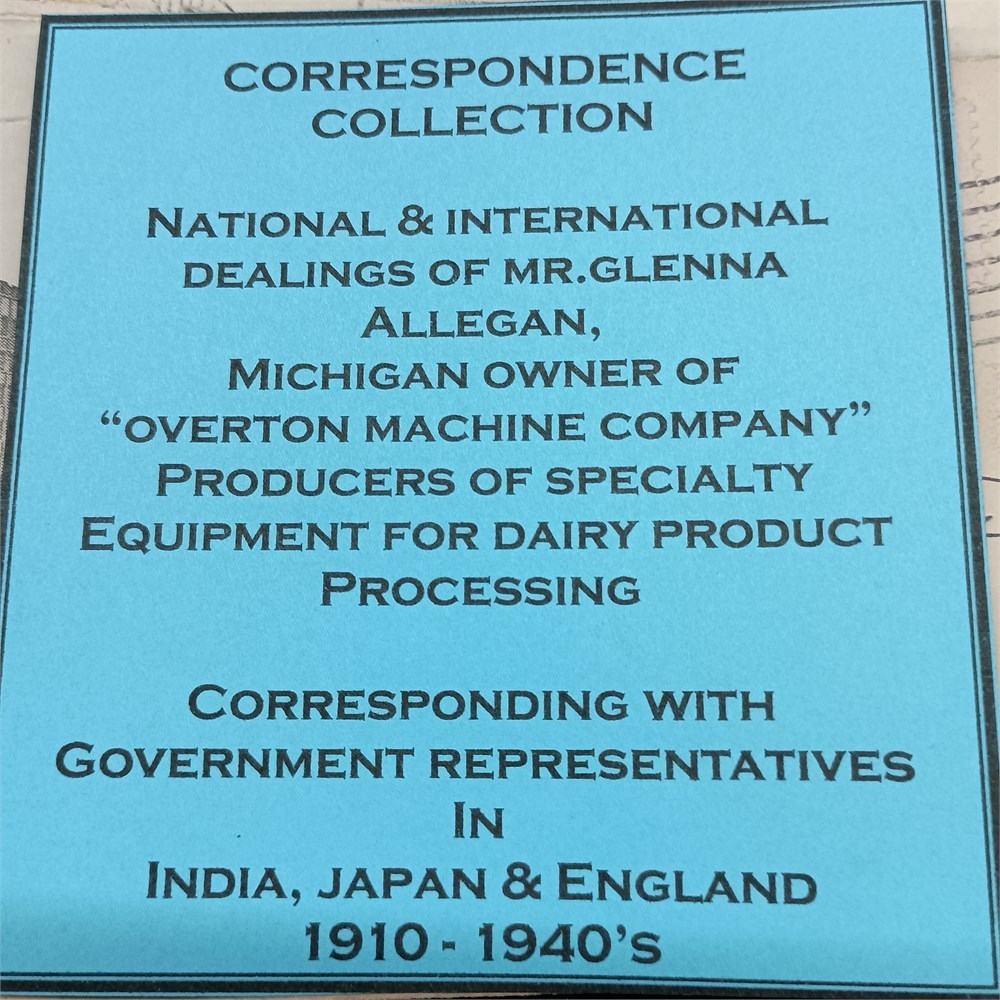 CORRESPONDENCE
COLLECTION
NATIONAL & INTERNATIONAL
DEALINGS OF MR.GLENNA
ALLEGAN,
MICHIGAN OWNER OF
“OVERTON MACHINE COMPANY”
PRODUCERS OF SPECIALTY
EQUIPMENT FOR DAIRY PRODUCT
PROCESSING
CORRESPONDING WITH
GOVERNMENT REPRESENTATIVES
IN
INDIA, JAPAN & ENGLAND
1910 - 1940’S